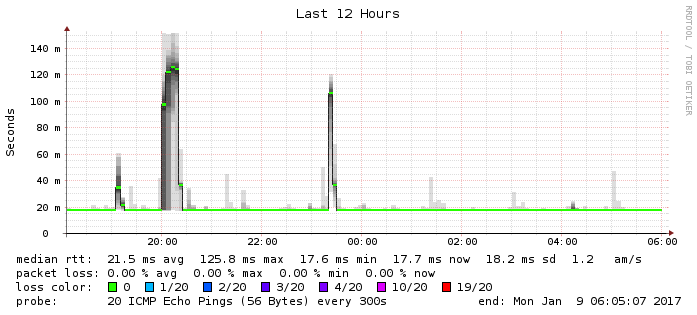 Last 12 Hours
RRDTOOL / TOBI OETIKER
Seconds
140 m
120 m
100 m
80 m
60 m
40 m
20 m
0
20:00 22:00 00:00 02:00 04:00 06:00
median rtt: 21.5 ms avg 125.8 ms max 17.6 ms min 17.7 ms now 18.2 ms sd 1.2 am/s
packet loss: 0.00 % avg 0.00 % max 0.00 % min 0.00 % now
loss color: 0 1/20 2/20 3/20 4/20 10/20 19/20
probe: 20 ICMP Echo Pings (56 Bytes) every 300s end: Mon Jan 9 06:05:07 2017